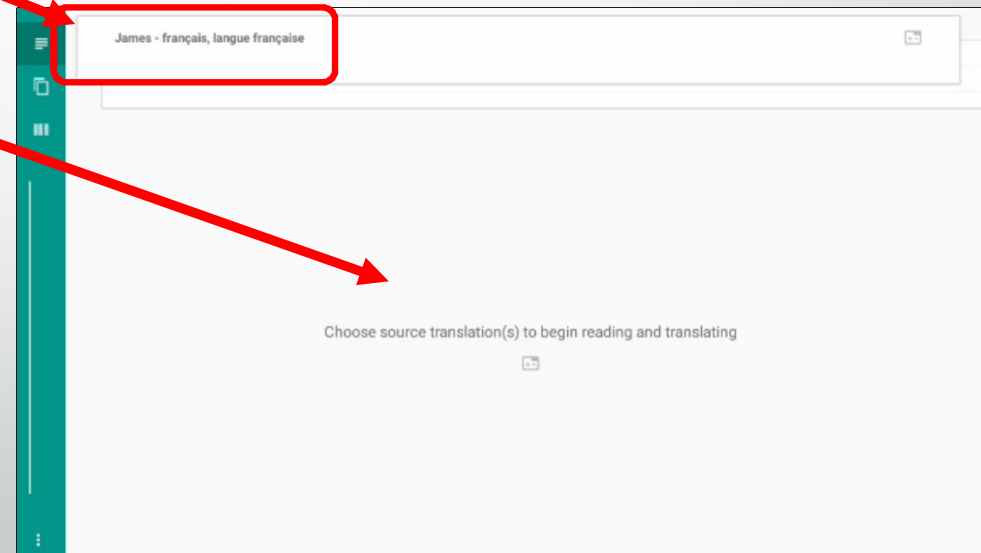 James - français, langue française
Choose source translation(s) to begin reading and translating